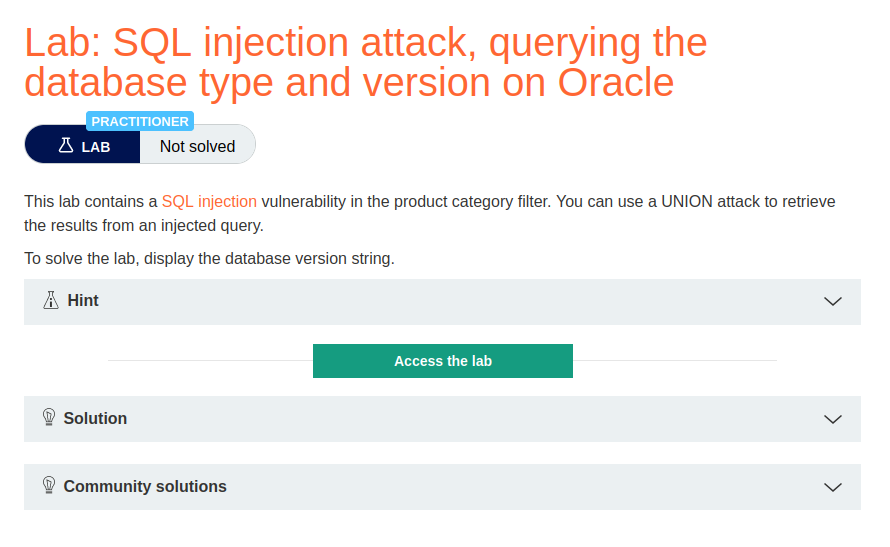 Lab: SQL injection attack, querying the
database type and version on Oracle
PRACTITIONER
LAB
Not solved
This lab contains a SQL injection vulnerability in the product category filter. You can use a UNION attack to retrieve
the results from an injected query.
To solve the lab, display the database version string.
Hint
Access the lab
Solution
Community solutions